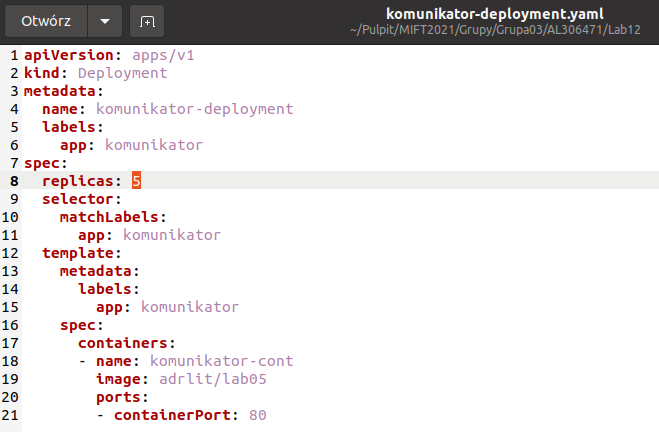 Otwórz
komunikator-deployment.yaml
~/Pulpit/MIFT2021/Grupy/Grupa03/AL306471/Lab12
1 apiVersion: apps/v1
2 kind: Deployment
3 metadata:
4   name: komunikator-deployment
5   labels:
6     app: komunikator
7 spec:
8   replicas: 5
9   selector:
10     matchLabels:
11       app: komunikator
12   template:
13     metadata:
14       labels:
15         app: komunikator
16     spec:
17       containers:
18       - name: komunikator-cont
19         image: adrlit/lab05
20         ports:
21         - containerPort: 80